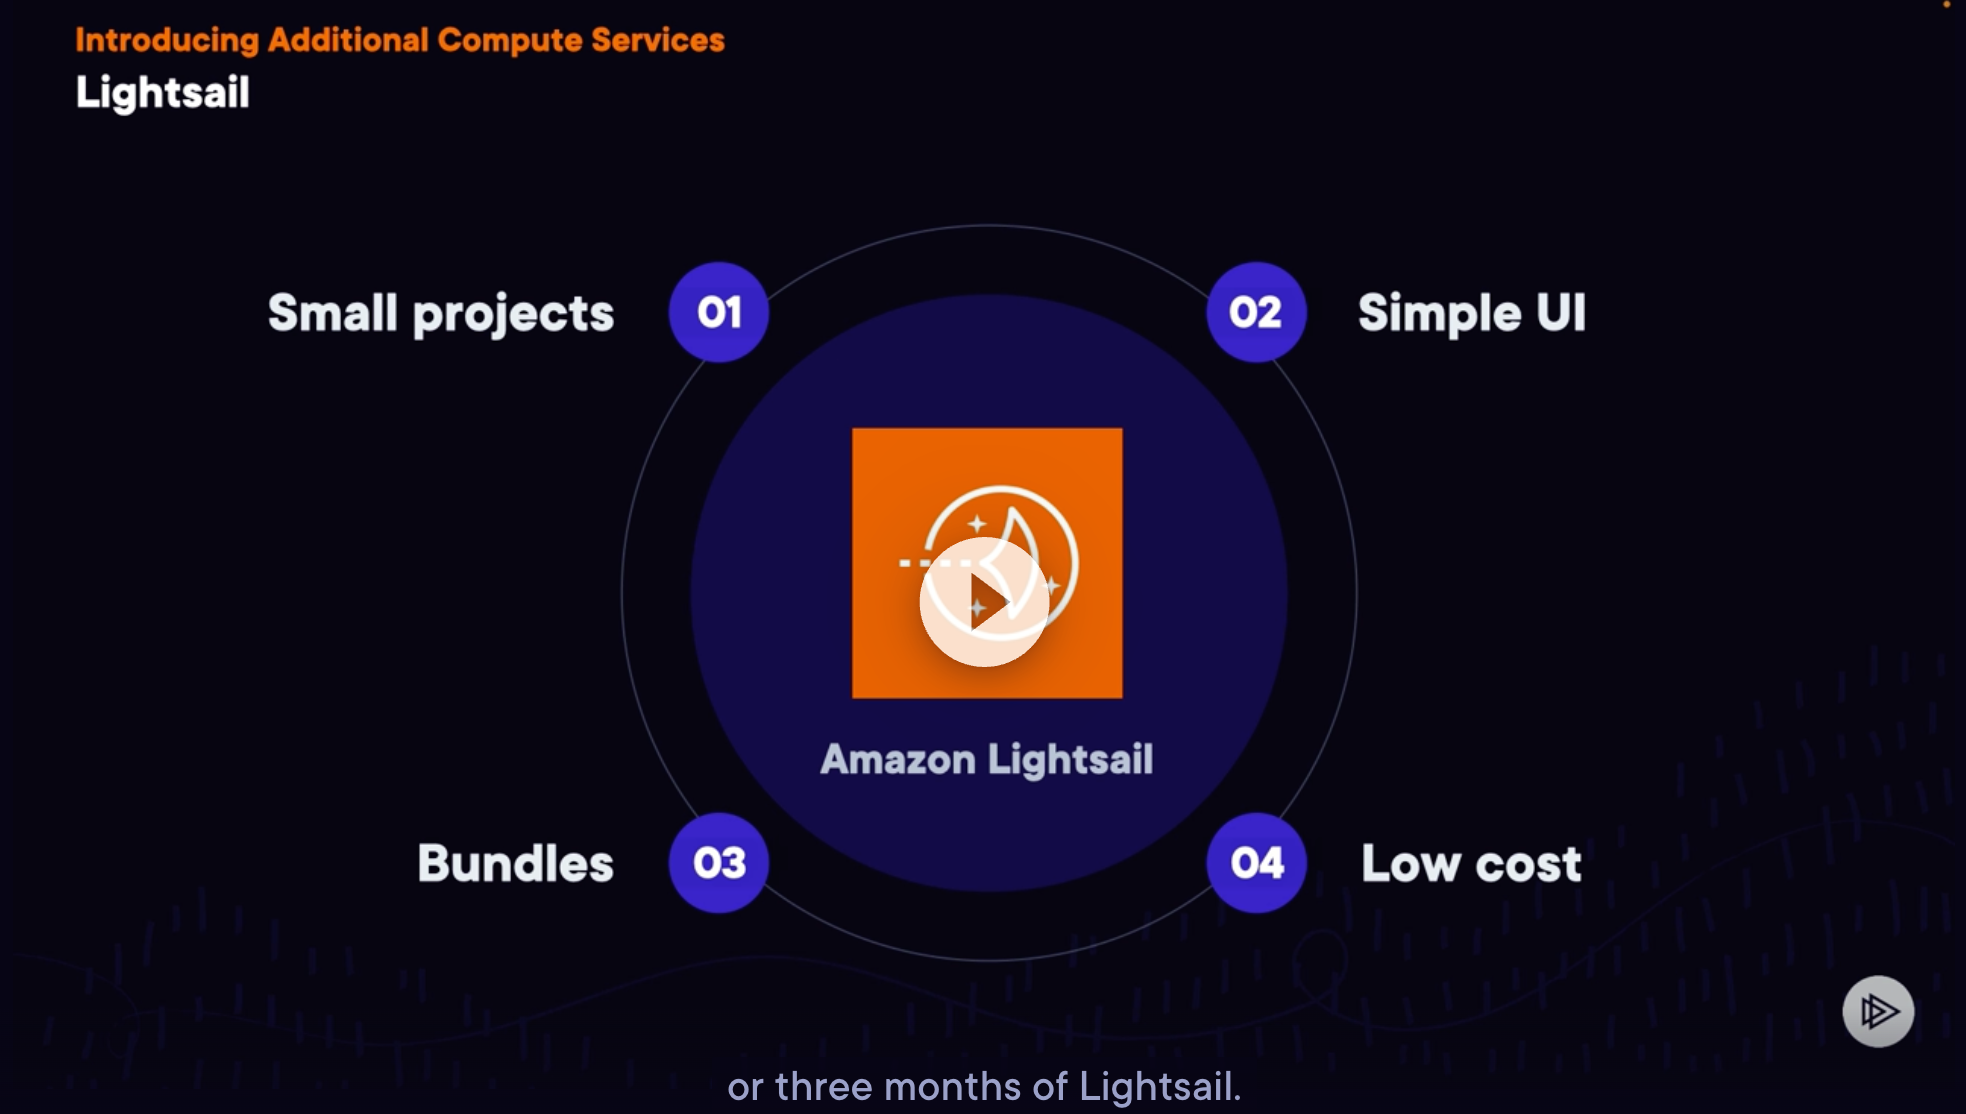 Introducing Additional Compute Services
Lightsail
Small projects
01
02
Simple UI
Amazon Lightsail
Bundles
03
04
Low cost
or three months of Lightsail.